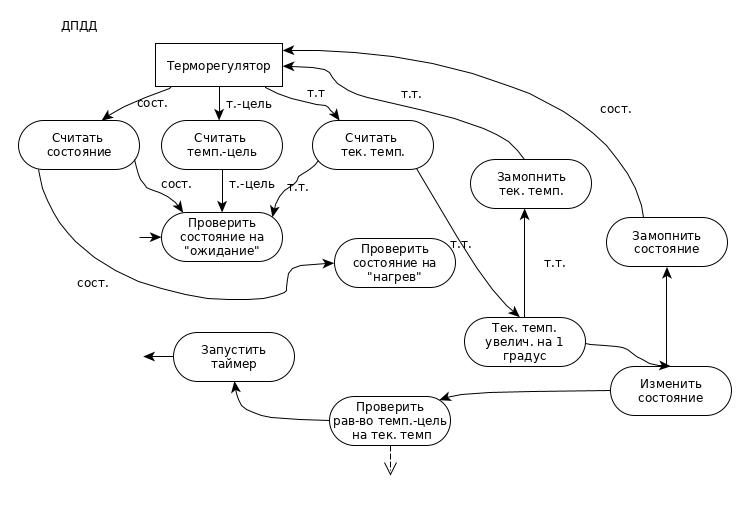 ДПДД
Терморегулятор
сост.
т.-цель
т.т
т.т.
сост.
Считать
состояние
Считать
темп.-цель
Считать
тек. темп.
сост.
т.-цель
т.т.
Замопнить
тек. темп.
Проверить
состояние на
"ожидание"
Замопнить
состояние
Проверить
состояние на
"нагрев"
т.т.
т.т.
сост.
Тек. темп.
увелич. на 1
градус
Запустить
таймер
Изменить
состояние
Проверить
рав-во темп.-цель
на тек. темп